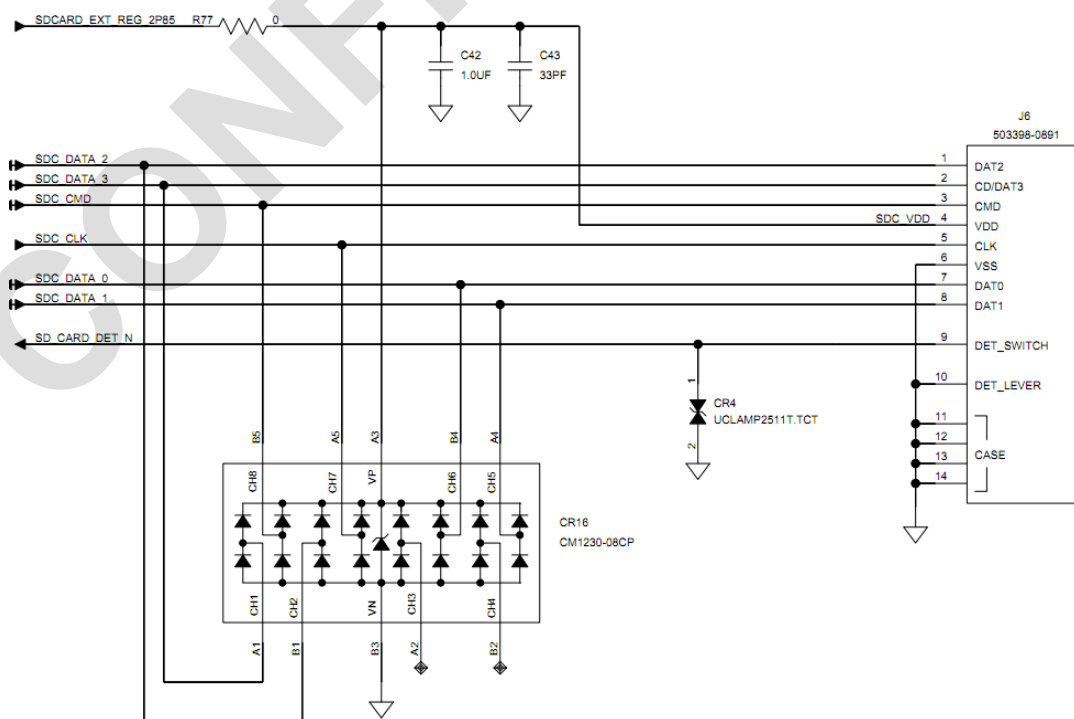 SDCARD_EXT_REG_2P85 R77 0
C42
1.0UF
C43
33PF
J6
503398-0891
SDC_DATA_2 1 DAT2
SDC_DATA_3 2 CD/DAT3
SDC_CMD 3 CMD
SDC_VDD 4 VDD
SDC_CLK 5 CLK
6 VSS
SDC_DATA_0 7 DAT0
SDC_DATA_1 8 DAT1
SD_CARD_DET_N 9 DET_SWITCH
10 DET_LEVER
1
CR4
UCLAMP2511T.TCT
2
11
12
CASE
13
14
B5 A5 A3 B4 A4
CH8 CH7 VP CH6 CH5
CR16
CM1230-08CP
CH1 CH2 VN CH3 CH4
A1 B1 B3 A2 B2
CONF